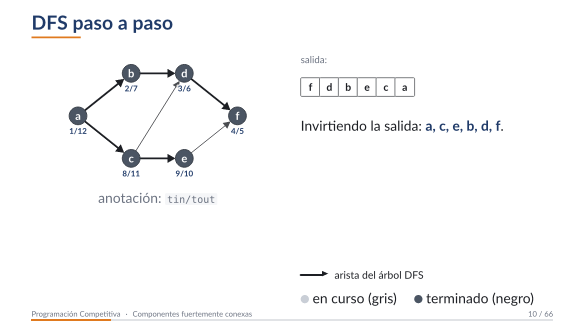 DFS paso a paso
b
2/7
d
3/6
a
1/12
f
4/5
c
8/11
e
9/10
anotación: tin/tout
salida:
f d b e c a
Invirtiendo la salida: a, c, e, b, d, f.
arista del árbol DFS
en curso (gris) terminado (negro)
Programación Competitiva · Componentes fuertemente conexas 10 / 66